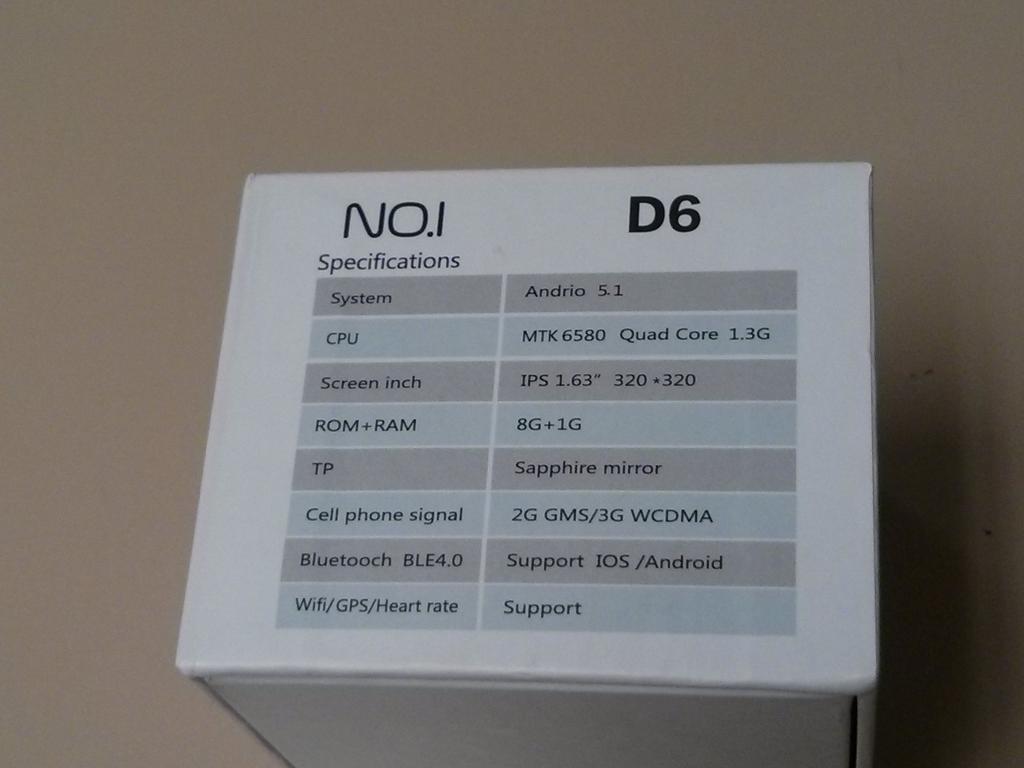 NO.1 D6
Specifications
System Andrio 5.1
CPU MTK 6580 Quad Core 1.3G
Screen inch IPS 1.63" 320 *320
ROM+RAM 8G+1G
TP Sapphire mirror
Cell phone signal 2G GMS/3G WCDMA
Bluetooch BLE4.0 Support IOS /Android
Wifi/GPS/Heart rate Support